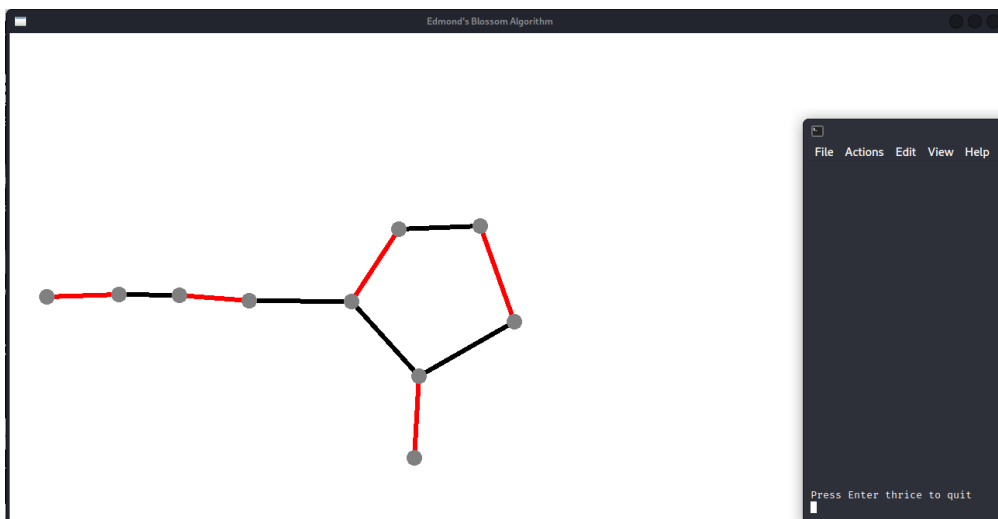 Edmond's Blossom Algorithm
File Actions Edit View Help
Press Enter thrice to quit